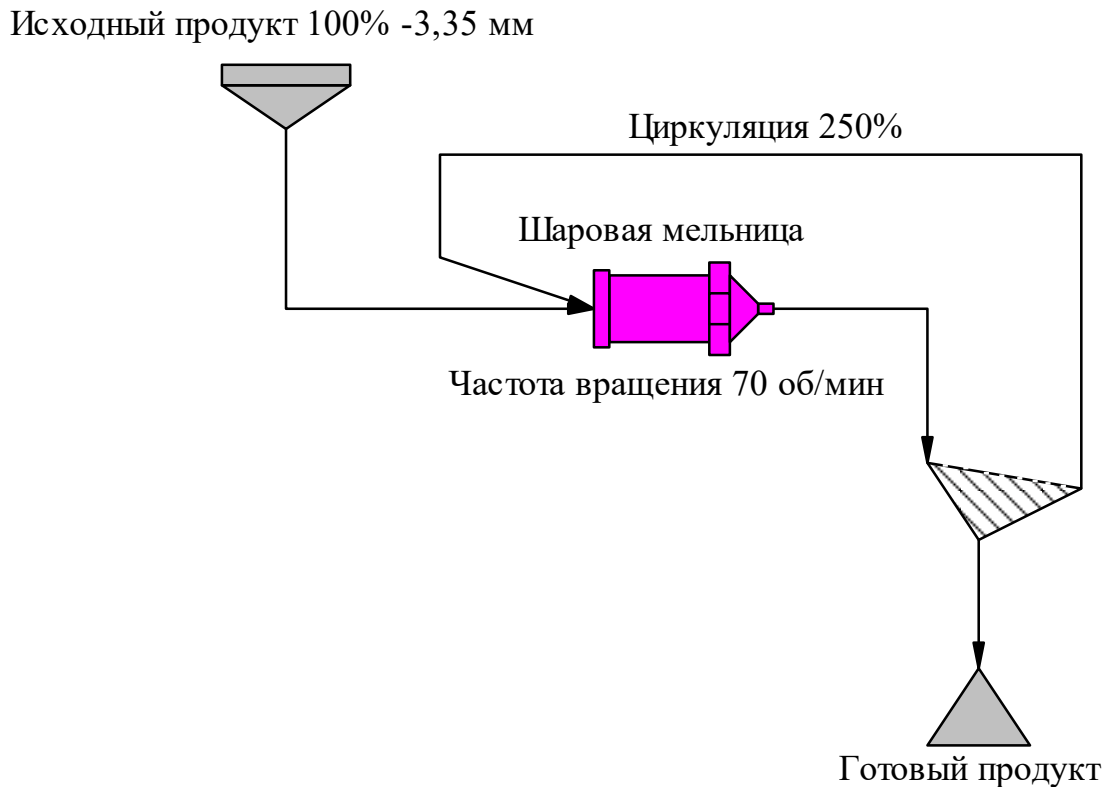 Исходный продукт 100% -3,35 мм
Циркуляция 250%
Шаровая мельница
Частота вращения 70 об/мин
Готовый продукт